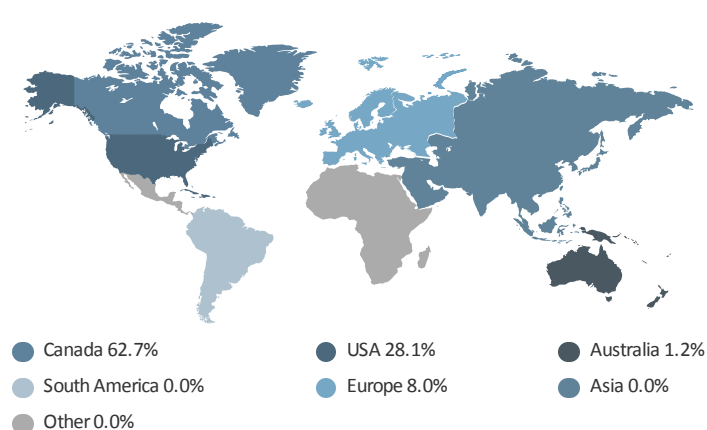 Canada 62.7% USA 28.1% Australia 1.2%
South America 0.0% Europe 8.0% Asia 0.0%
Other 0.0%